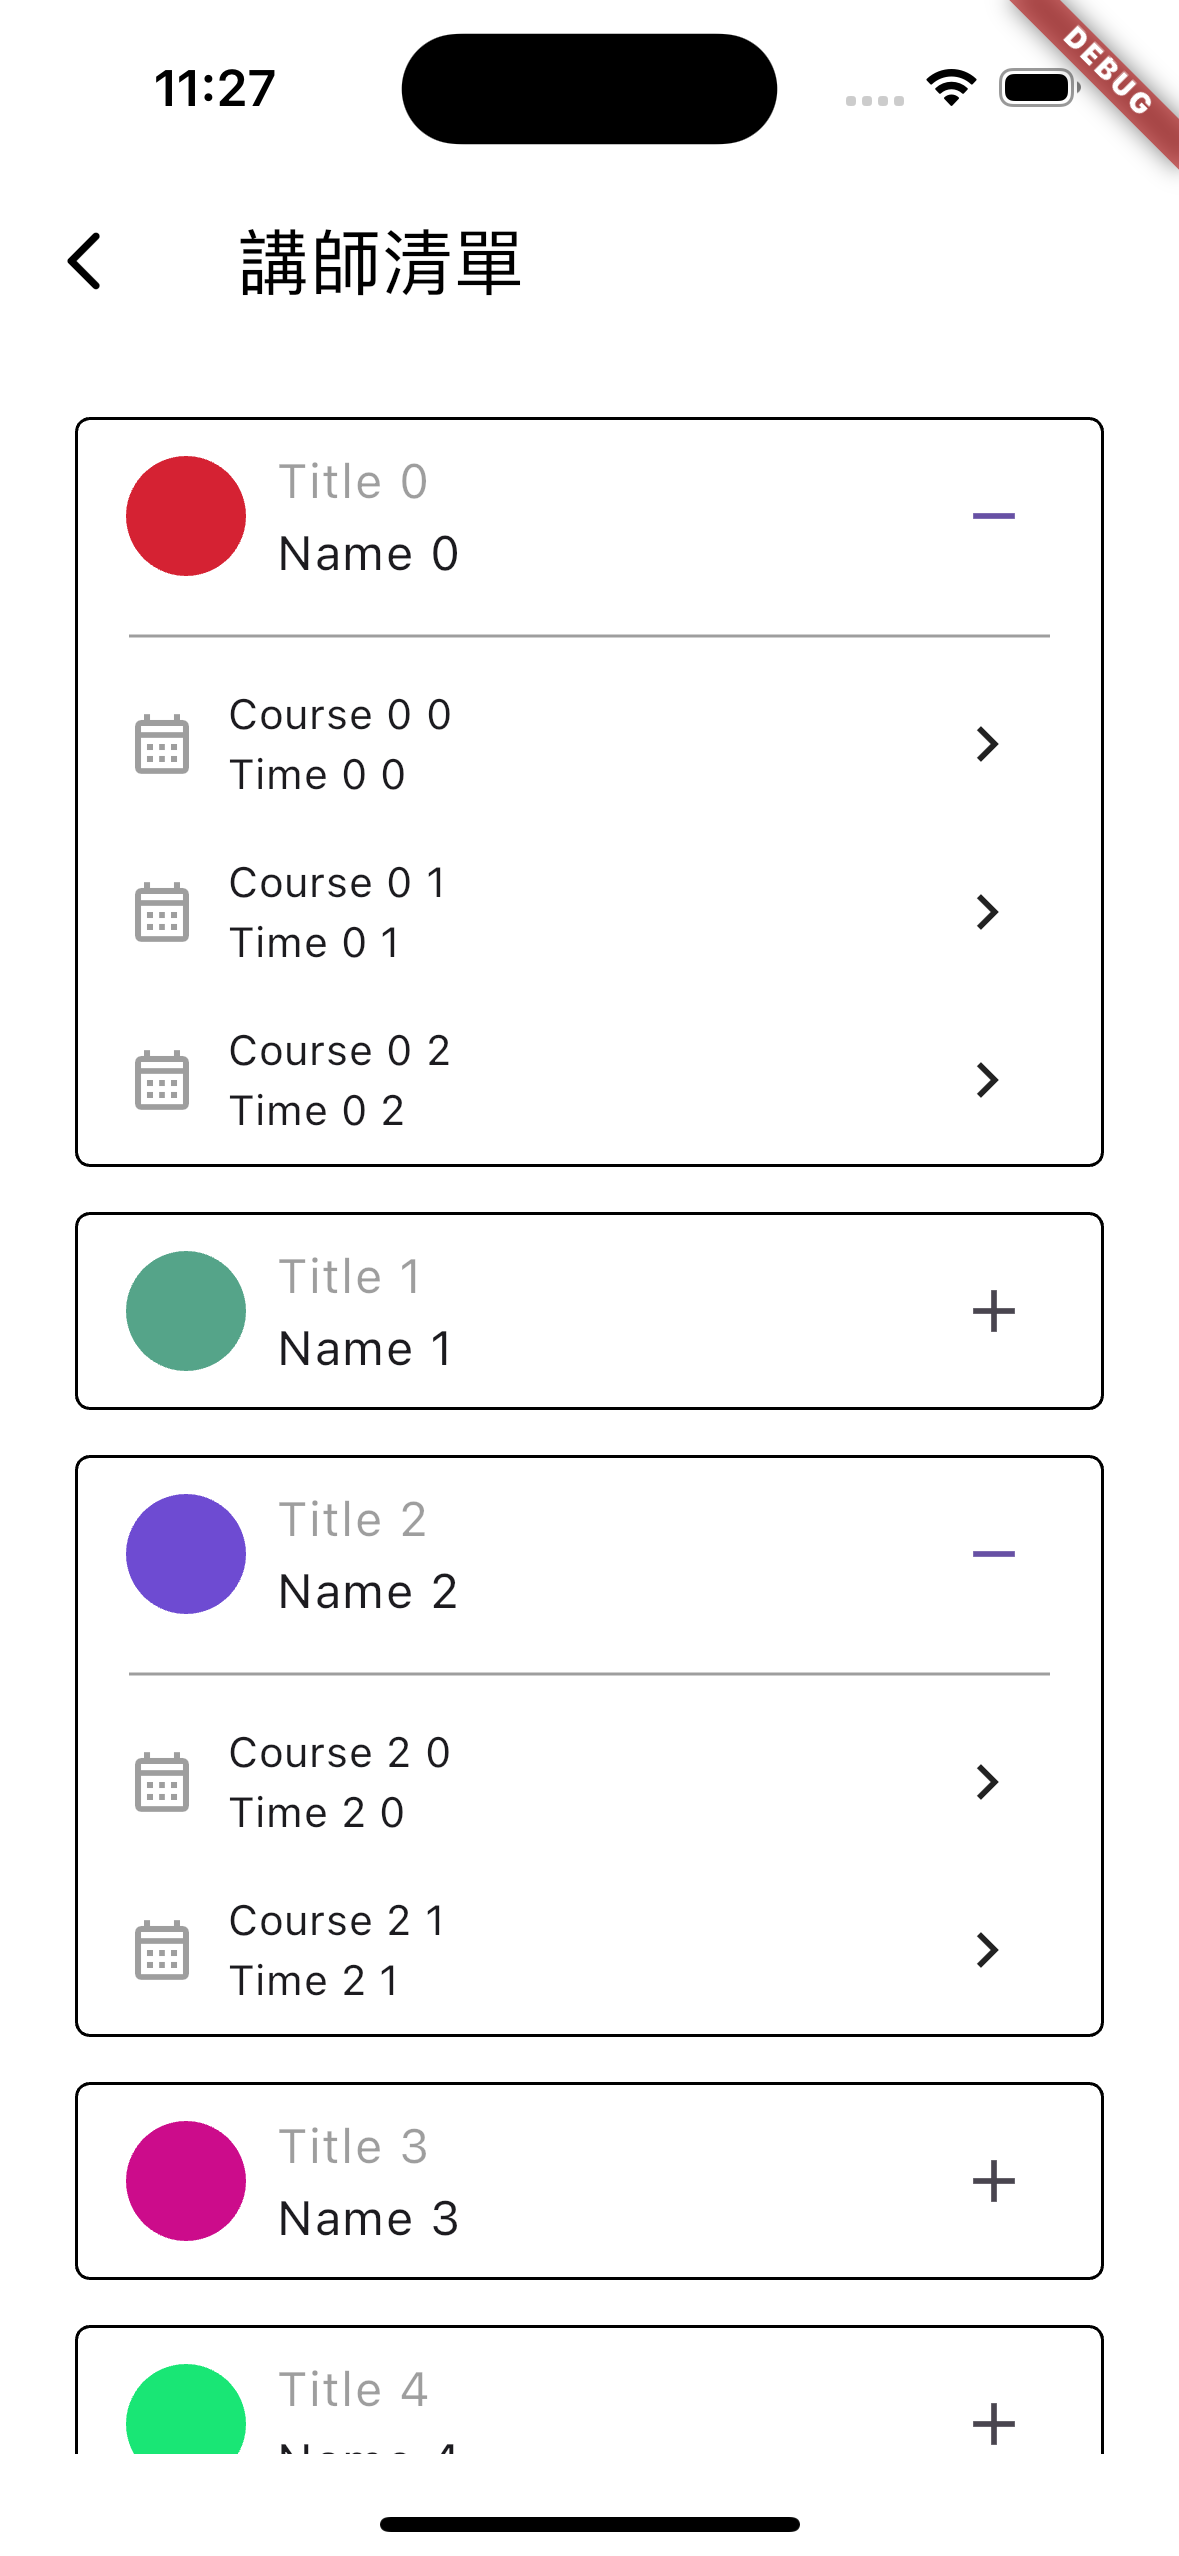 11:27
DEBUG
講師清單
Title 0
Name 0
Course 0 0
Time 0 0
Course 0 1
Time 0 1
Course 0 2
Time 0 2
Title 1
Name 1
Title 2
Name 2
Course 2 0
Time 2 0
Course 2 1
Time 2 1
Title 3
Name 3
Title 4
Name 4